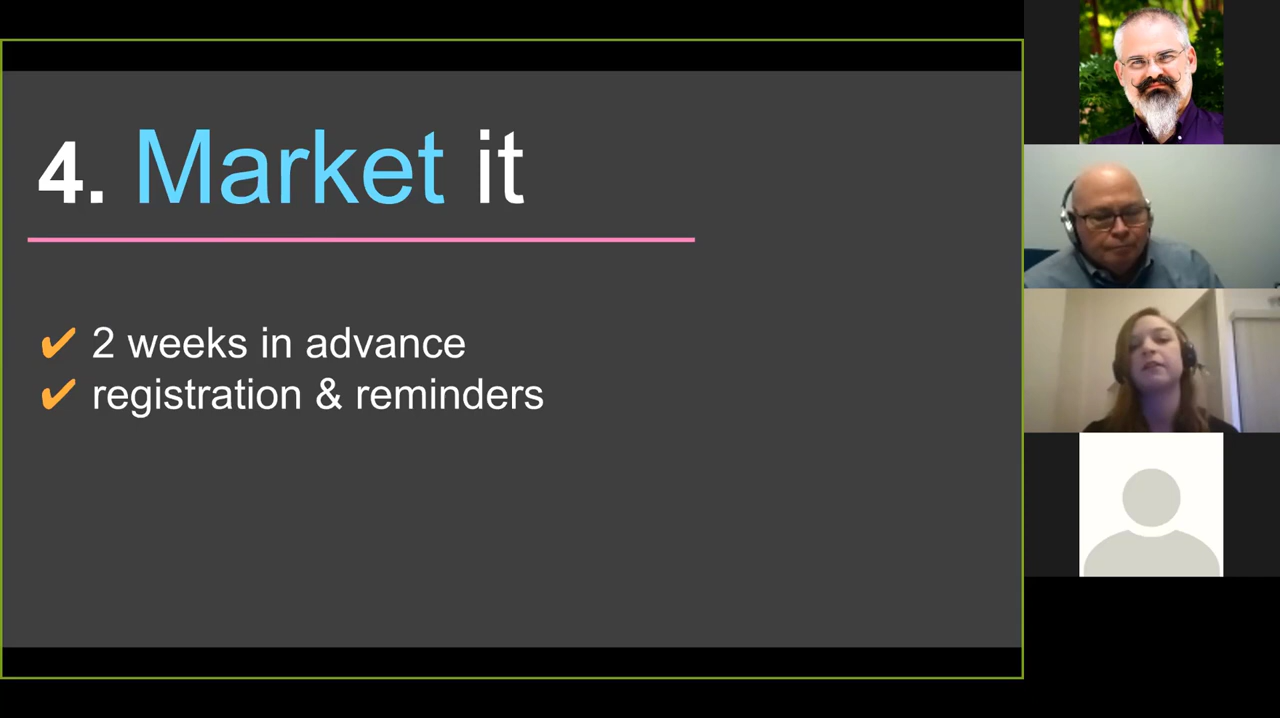 4. Market it
✔ 2 weeks in advance
✔ registration & reminders